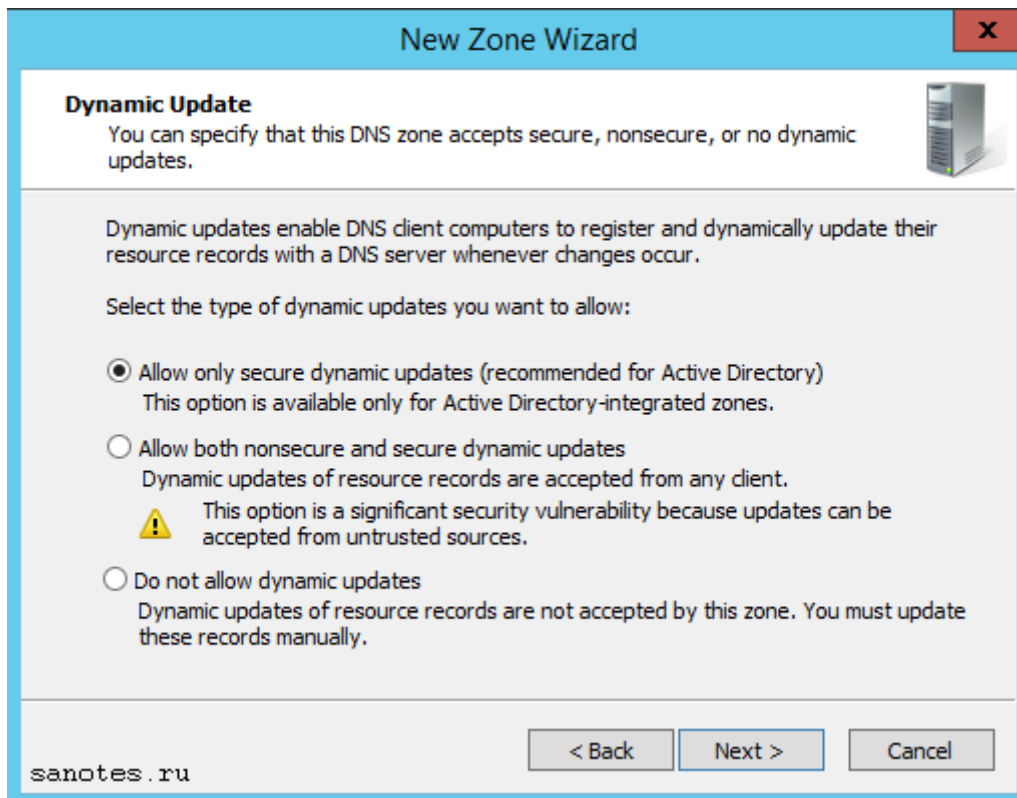 New Zone Wizard
x
Dynamic Update
You can specify that this DNS zone accepts secure, nonsecure, or no dynamic
updates.
Dynamic updates enable DNS client computers to register and dynamically update their
resource records with a DNS server whenever changes occur.
Select the type of dynamic updates you want to allow:
Allow only secure dynamic updates (recommended for Active Directory)
This option is available only for Active Directory-integrated zones.
Allow both nonsecure and secure dynamic updates
Dynamic updates of resource records are accepted from any client.
This option is a significant security vulnerability because updates can be
accepted from untrusted sources.
Do not allow dynamic updates
Dynamic updates of resource records are not accepted by this zone. You must update
these records manually.
< Back Next > Cancel
sanotes.ru